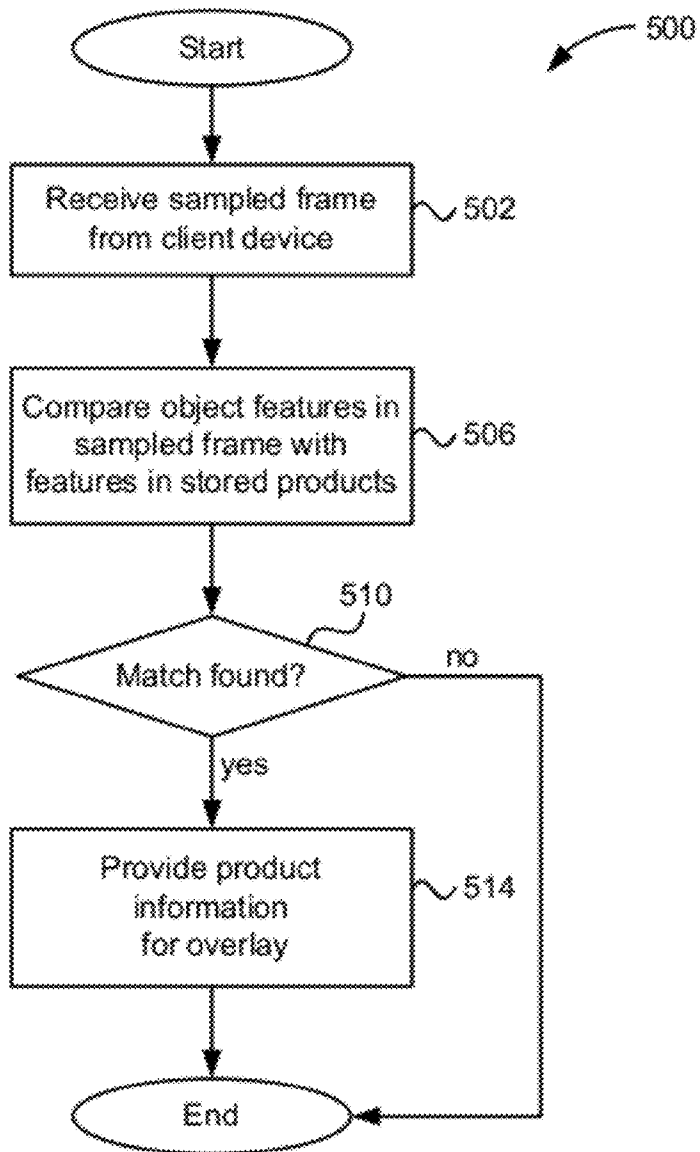 Start
500
Receive sampled frame
from client device
502
Compare object features in
sampled frame with
features in stored products
506
510
Match found?
no
yes
Provide product
information
for overlay
514
End